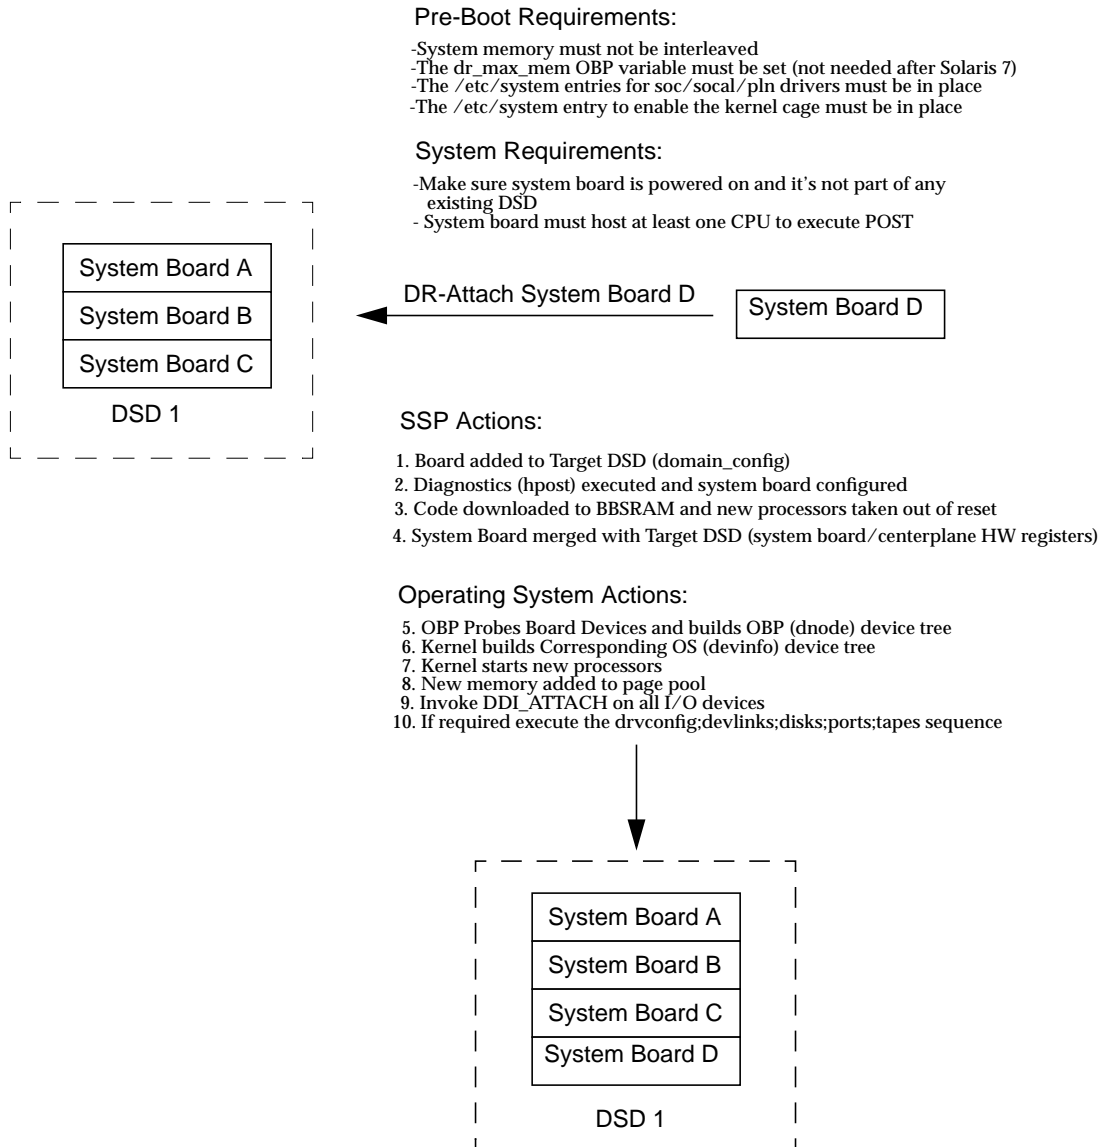 Pre-Boot Requirements:
-System memory must not be interleaved
-The dr_max_mem OBP variable must be set (not needed after Solaris 7)
-The /etc/system entries for soc/socal/pln drivers must be in place
-The /etc/system entry to enable the kernel cage must be in place
System Requirements:
-Make sure system board is powered on and it's not part of any
existing DSD
- System board must host at least one CPU to execute POST
System Board A
System Board B
System Board C
DSD 1
DR-Attach System Board D
System Board D
SSP Actions:
1. Board added to Target DSD (domain_config)
2. Diagnostics (hpost) executed and system board configured
3. Code downloaded to BBSRAM and new processors taken out of reset
4. System Board merged with Target DSD (system board/centerplane HW registers)
Operating System Actions:
5. OBP Probes Board Devices and builds OBP (dnode) device tree
6. Kernel builds Corresponding OS (devinfo) device tree
7. Kernel starts new processors
8. New memory added to page pool
9. Invoke DDI_ATTACH on all I/O devices
10. If required execute the drvconfig;devlinks;disks;ports;tapes sequence
System Board A
System Board B
System Board C
System Board D
DSD 1